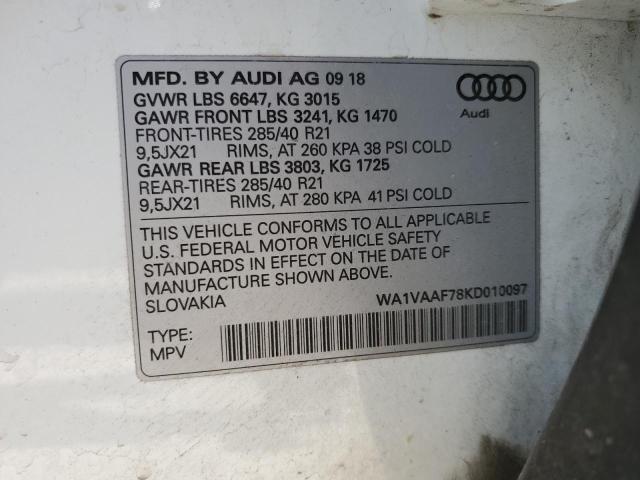 MFD. BY AUDI AG 09 18
GVWR LBS 6647, KG 3015
GAWR FRONT LBS 3241, KG 1470
FRONT-TIRES 285/40 R21
9,5JX21 RIMS, AT 260 KPA 38 PSI COLD
GAWR REAR LBS 3803, KG 1725
REAR-TIRES 285/40 R21
9,5JX21 RIMS, AT 280 KPA 41 PSI COLD
Audi
THIS VEHICLE CONFORMS TO ALL APPLICABLE
U.S. FEDERAL MOTOR VEHICLE SAFETY
STANDARDS IN EFFECT ON THE DATE OF
MANUFACTURE SHOWN ABOVE.
SLOVAKIA WA1VAAF78KD010097
TYPE:
MPV